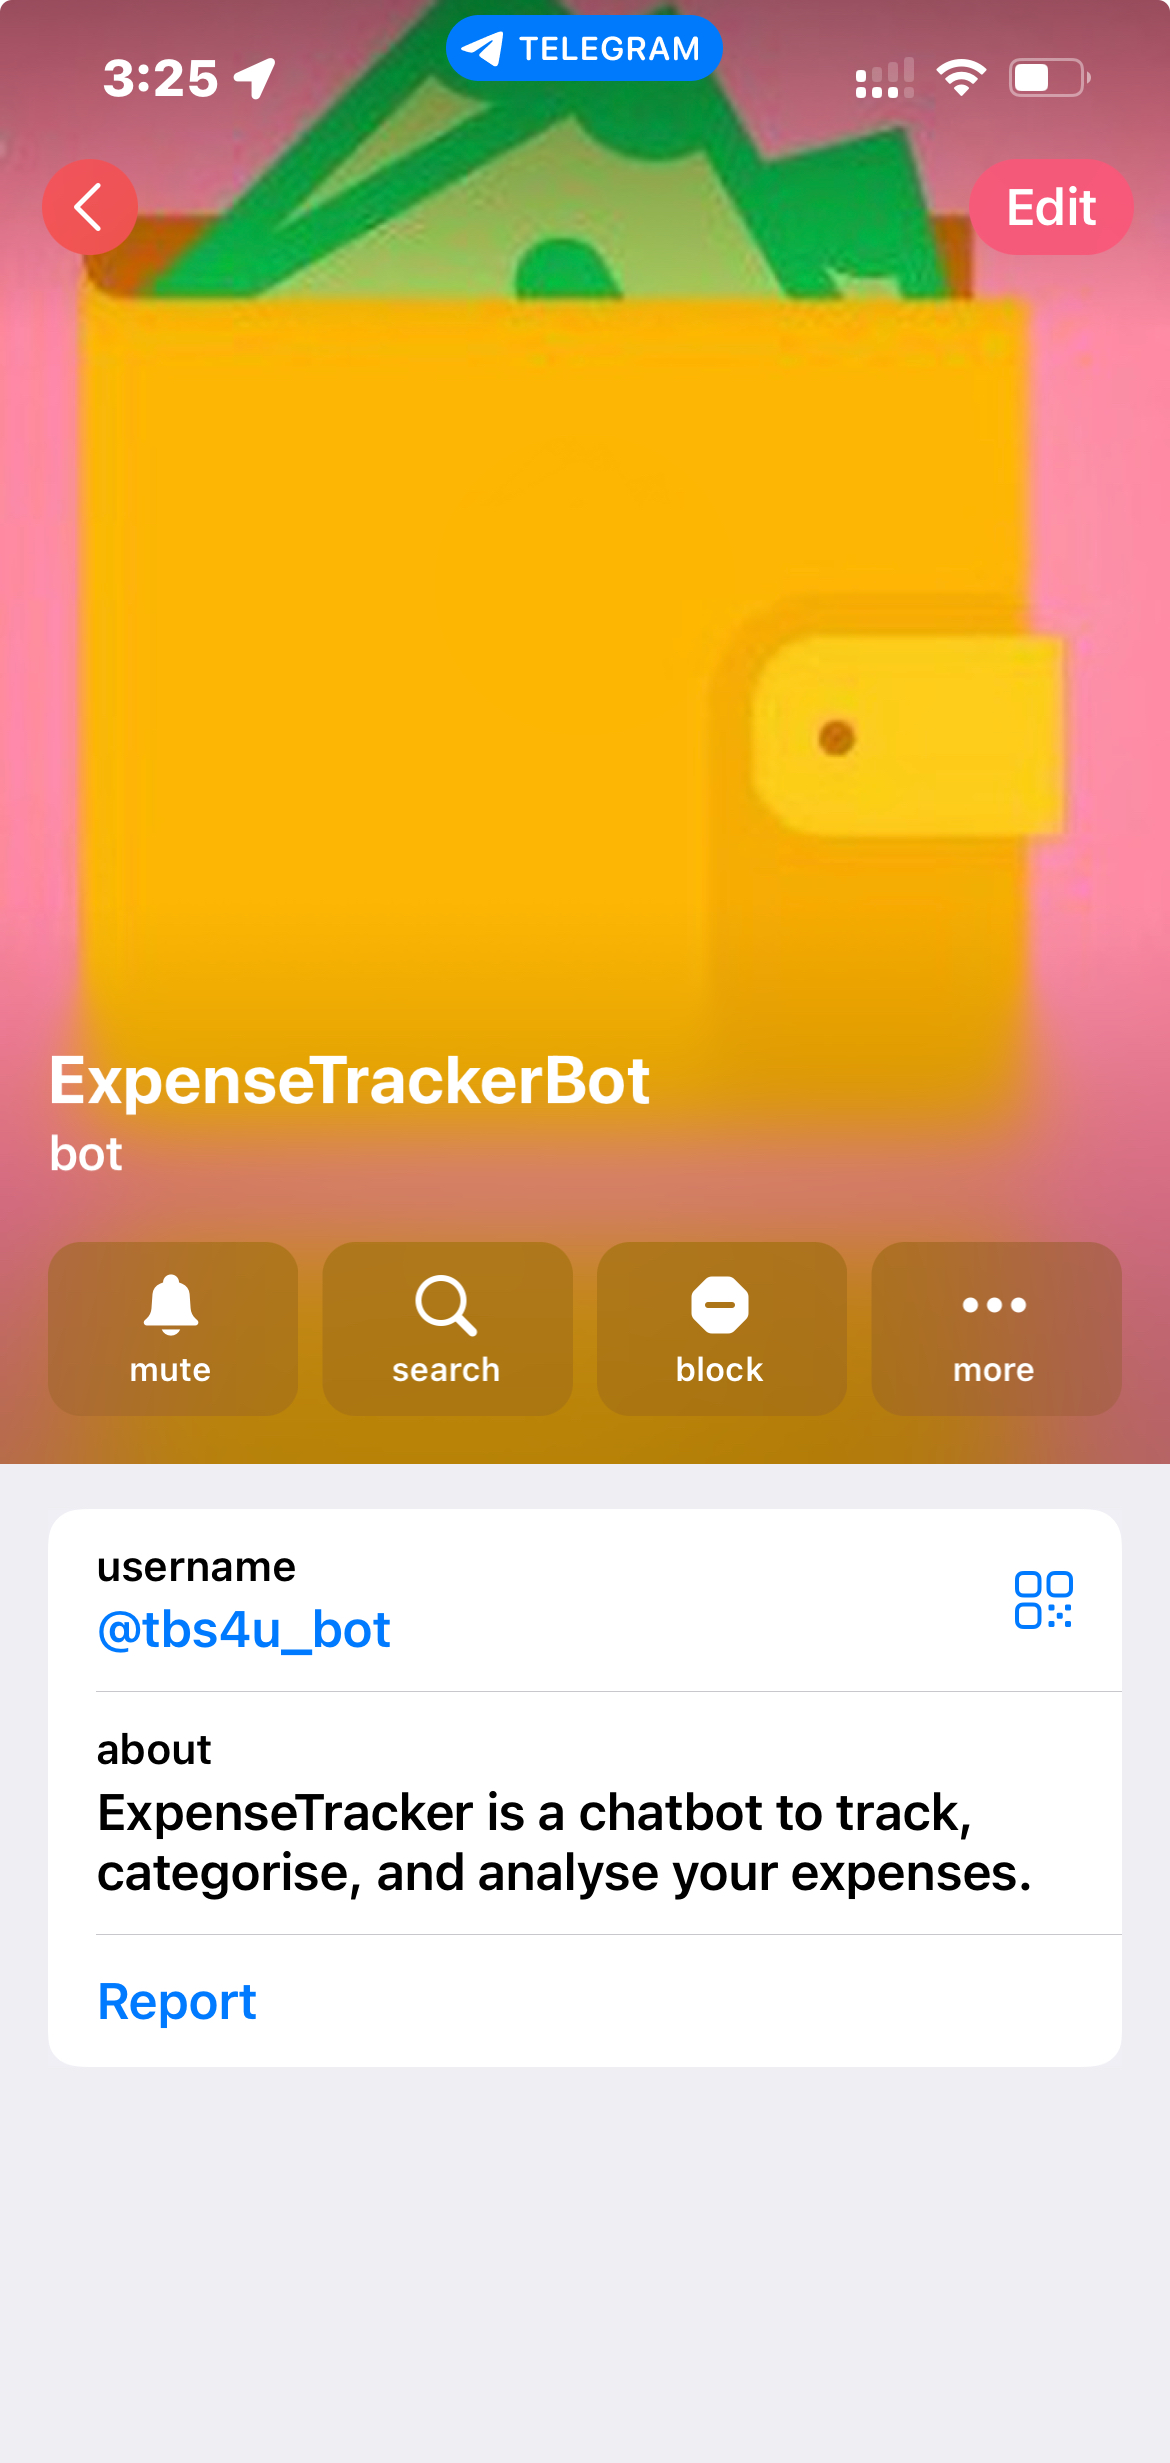 TELEGRAM
3:25
Edit
ExpenseTrackerBot
bot
mute
search
block
more
username
@tbs4u_bot
about
ExpenseTracker is a chatbot to track,
categorise, and analyse your expenses.
Report